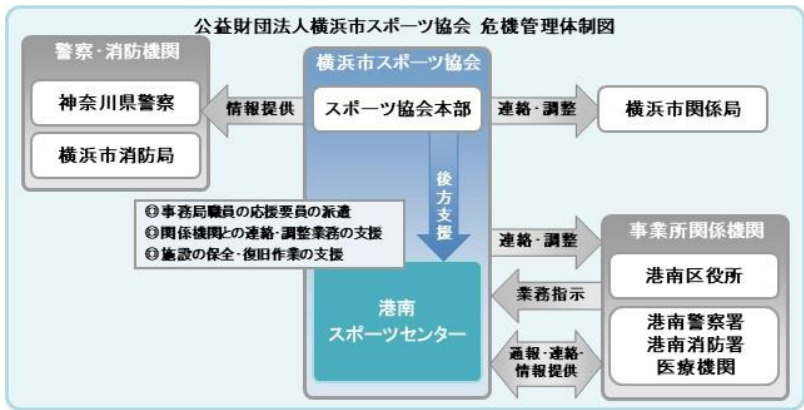 公益財団法人横浜市スポーツ協会 危機管理体制図
警察・消防機関
神奈川県警察
横浜市消防局
情報提供
横浜市スポーツ協会
スポーツ協会本部
連絡・調整
横浜市関係局
後方支援
◎事務局職員の応援要員の派遣
◎関係機関との連絡・調整業務の支援
◎施設の保全・復旧作業の支援
港南
スポーツセンター
連絡・調整
業務指示
通報・連絡・
情報提供
事業所関係機関
港南区役所
港南警察署
港南消防署
医療機関